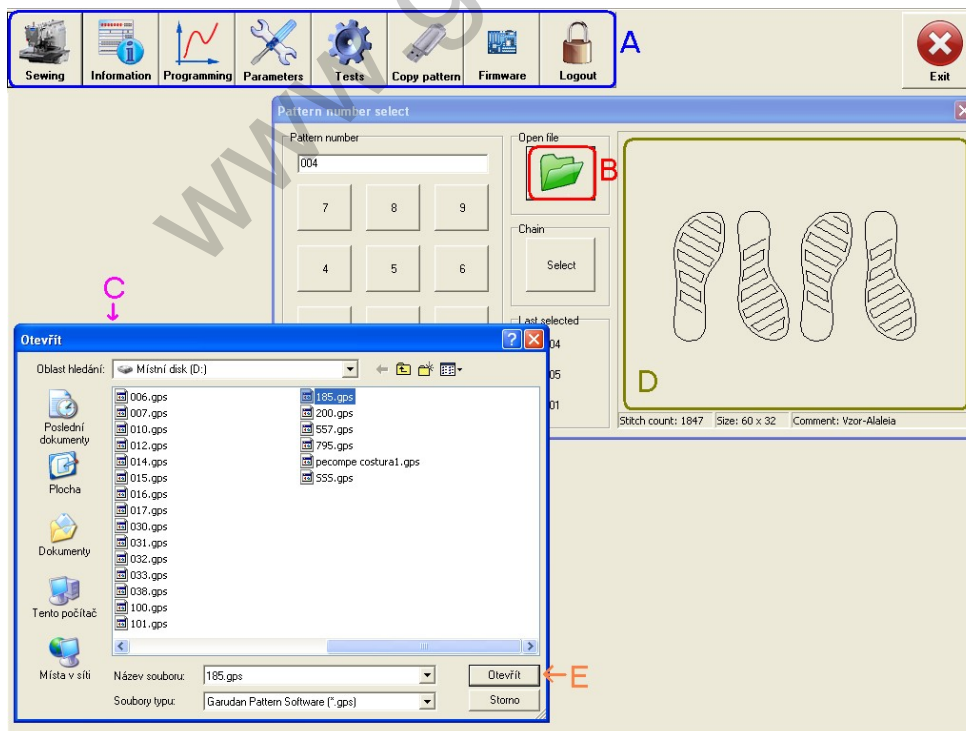 Sewing Information Programming Parameters Tests Copy pattern Firmware Logout A Exit
Pattern number select
Pattern number
004
7 8 9
4 5 6
Open file
B
Chain
Select
Last selected
04
05
01
D
Stitch count: 1847 Size: 60 x 32 Comment: Vzor-Alaleia
C
Otevřít
Oblast hledání: Místní disk (D:)
Poslední
dokumenty
Plocha
Dokumenty
Tento počítač
Místa v síti
006.gps
007.gps
010.gps
012.gps
014.gps
015.gps
016.gps
017.gps
030.gps
031.gps
032.gps
033.gps
038.gps
100.gps
101.gps
185.gps
200.gps
557.gps
795.gps
pecompe costura1.gps
555.gps
Název souboru: 185.gps Otevřít E
Soubory typu: Garudan Pattern Software (*.gps) Storno
www.g